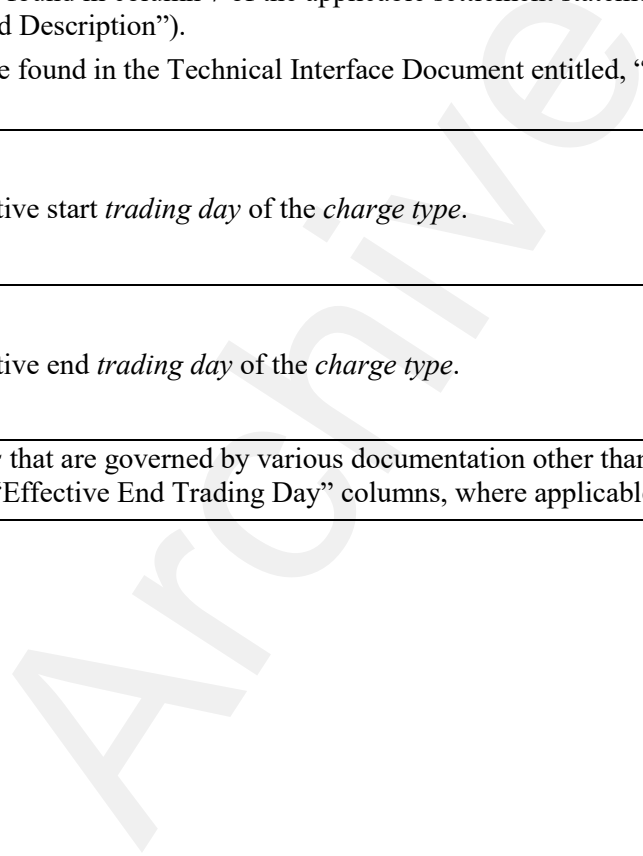 found in column 7 of the applicable settlement
d Description”).
e found in the Technical Interface Document entitled, “
tive start trading day of the charge type.
tive end trading day of the charge type.
that are governed by various documentation other than
“Effective End Trading Day” columns, where applicable
Archive